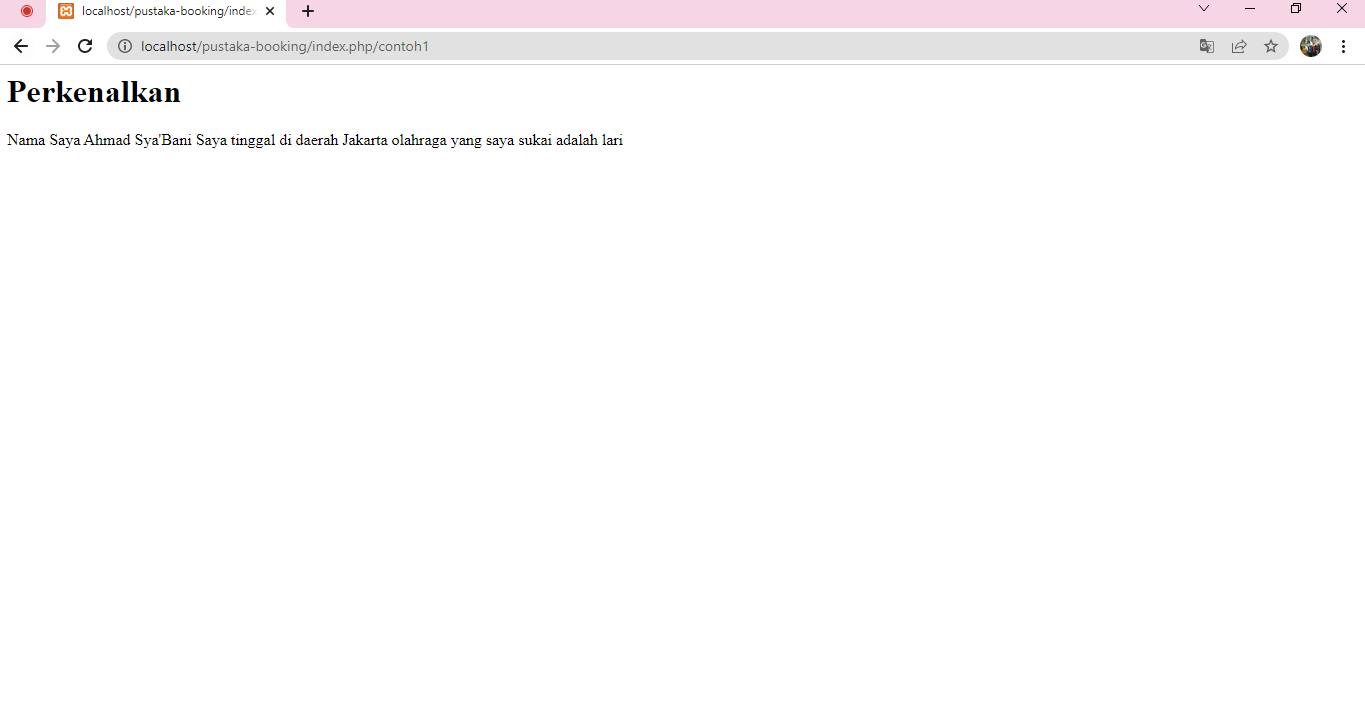 localhost/pustaka-booking/index
localhost/pustaka-booking/index.php/contoh1
Perkenalkan
Nama Saya Ahmad Sya'Bani Saya tinggal di daerah Jakarta olahraga yang saya sukai adalah lari